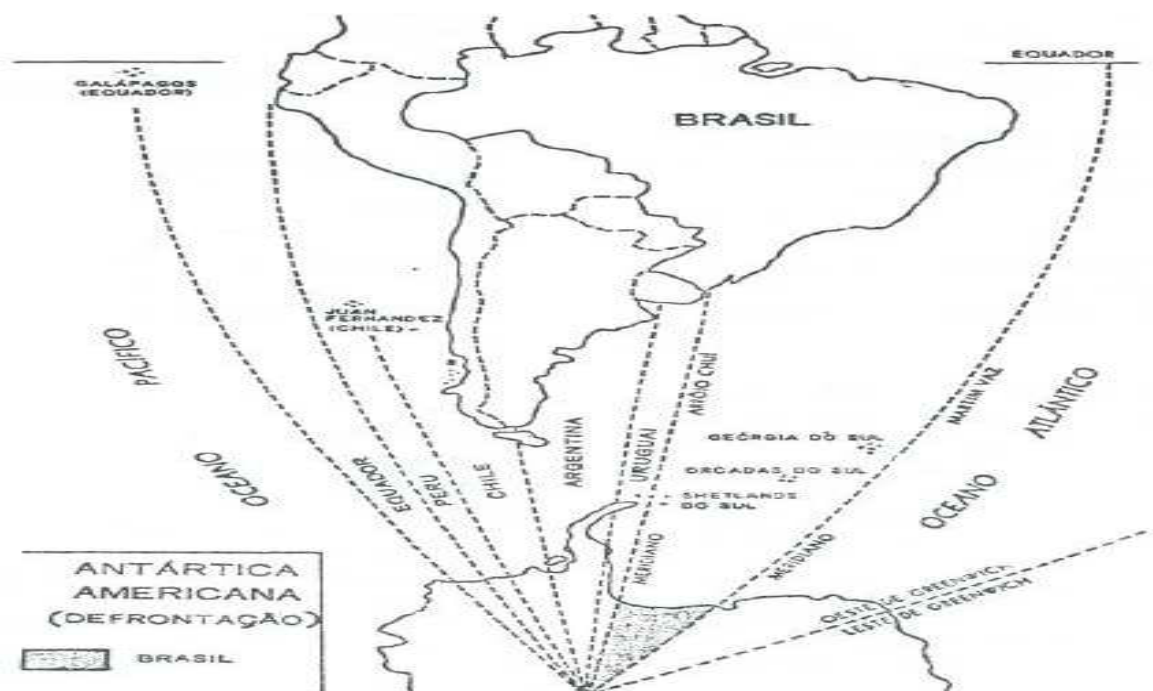 EQUADOR
GALÁPAGOS
(EQUADOR)
BRASIL
JUAN
FERNANDEZ
(CHILE)
PACÍFICO
OCEANO
EQUADOR
PERU
CHILE
ARGENTINA
URUGUAI
MERIDIANO
ARRÔIO CHUÍ
GEÓRGIA DO SUL
ORCADAS DO SUL
SHETLANDS
DO SUL
MERIDIANO
MARTIM VAZ
OCEANO
ATLÂNTICO
OESTE DE GREENWICH
LESTE DE GREENWICH
ANTÁRTICA
AMERICANA
(DEFRONTAÇÃO)
BRASIL